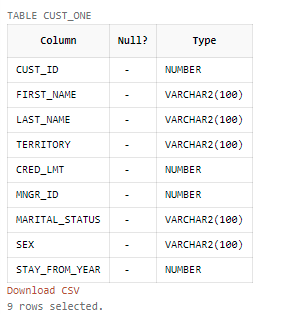 TABLE CUST_ONE
Column Null? Type
CUST_ID - NUMBER
FIRST_NAME - VARCHAR2(100)
LAST_NAME - VARCHAR2(100)
TERRITORY - VARCHAR2(100)
CRED_LMT - NUMBER
MNGR_ID - NUMBER
MARITAL_STATUS - VARCHAR2(100)
SEX - VARCHAR2(100)
STAY_FROM_YEAR - NUMBER
Download CSV
9 rows selected.